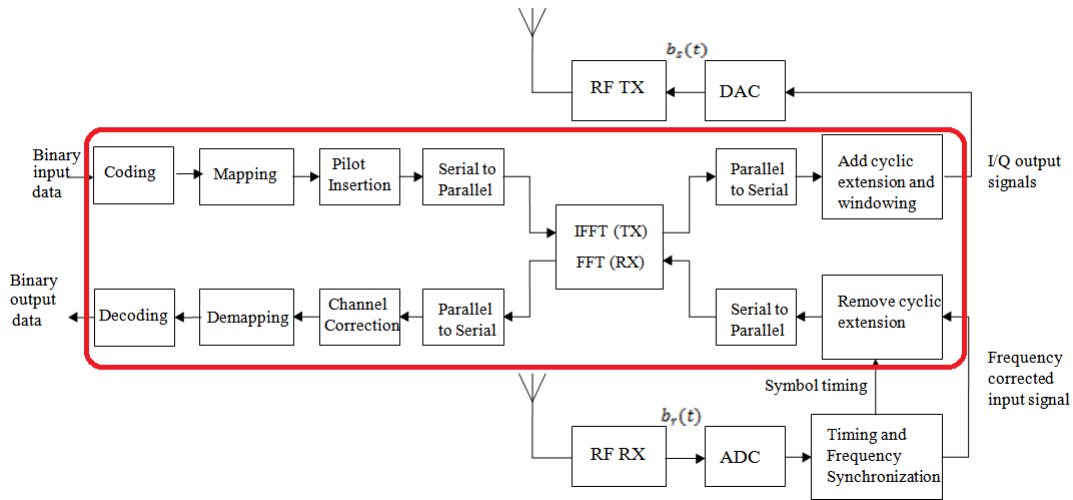 b_s(t)
RF TX
DAC
Binary
input
data
Coding
Mapping
Pilot
Insertion
Serial to
Parallel
Parallel
to Serial
Add cyclic
extension and
windowing
I/Q output
signals
IFFT (TX)
FFT (RX)
Binary
output
data
Decoding
Demapping
Channel
Correction
Parallel
to Serial
Serial to
Parallel
Remove cyclic
extension
Symbol timing
Frequency
corrected
input signal
b_r(t)
RF RX
ADC
Timing and
Frequency
Synchronization